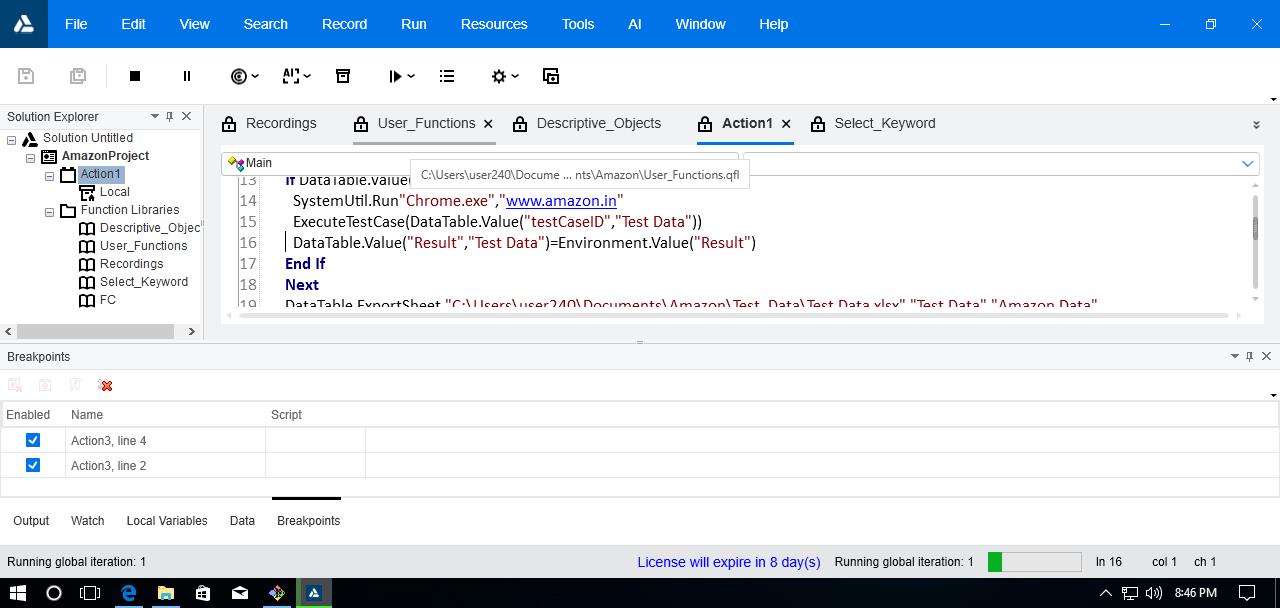 File Edit View Search Record Run Resources Tools AI Window Help
Solution Explorer
Solution Untitled
AmazonProject
Action1
Local
Function Libraries
Descriptive_Objec
User_Functions
Recordings
Select_Keyword
FC
Recordings User_Functions Descriptive_Objects Action1 Select_Keyword
Main
C:\Users\user240\Docume ... nts\Amazon\User_Functions.qfl
13 If DataTable.Value(
14 SystemUtil.Run"Chrome.exe","www.amazon.in"
15 ExecuteTestCase(DataTable.Value("testCaseID","Test Data"))
16 DataTable.Value("Result","Test Data")=Environment.Value("Result")
17 End If
18 Next
19 DataTable.ExportSheet "C:\Users\user240\Documents\Amazon\Test_Data\Test Data.xlsx","Test Data","Amazon Data"
Breakpoints
Enabled Name Script
Action3, line 4
Action3, line 2
Output Watch Local Variables Data Breakpoints
Running global iteration: 1 License will expire in 8 day(s) Running global iteration: 1 ln 16 col 1 ch 1
8:46 PM